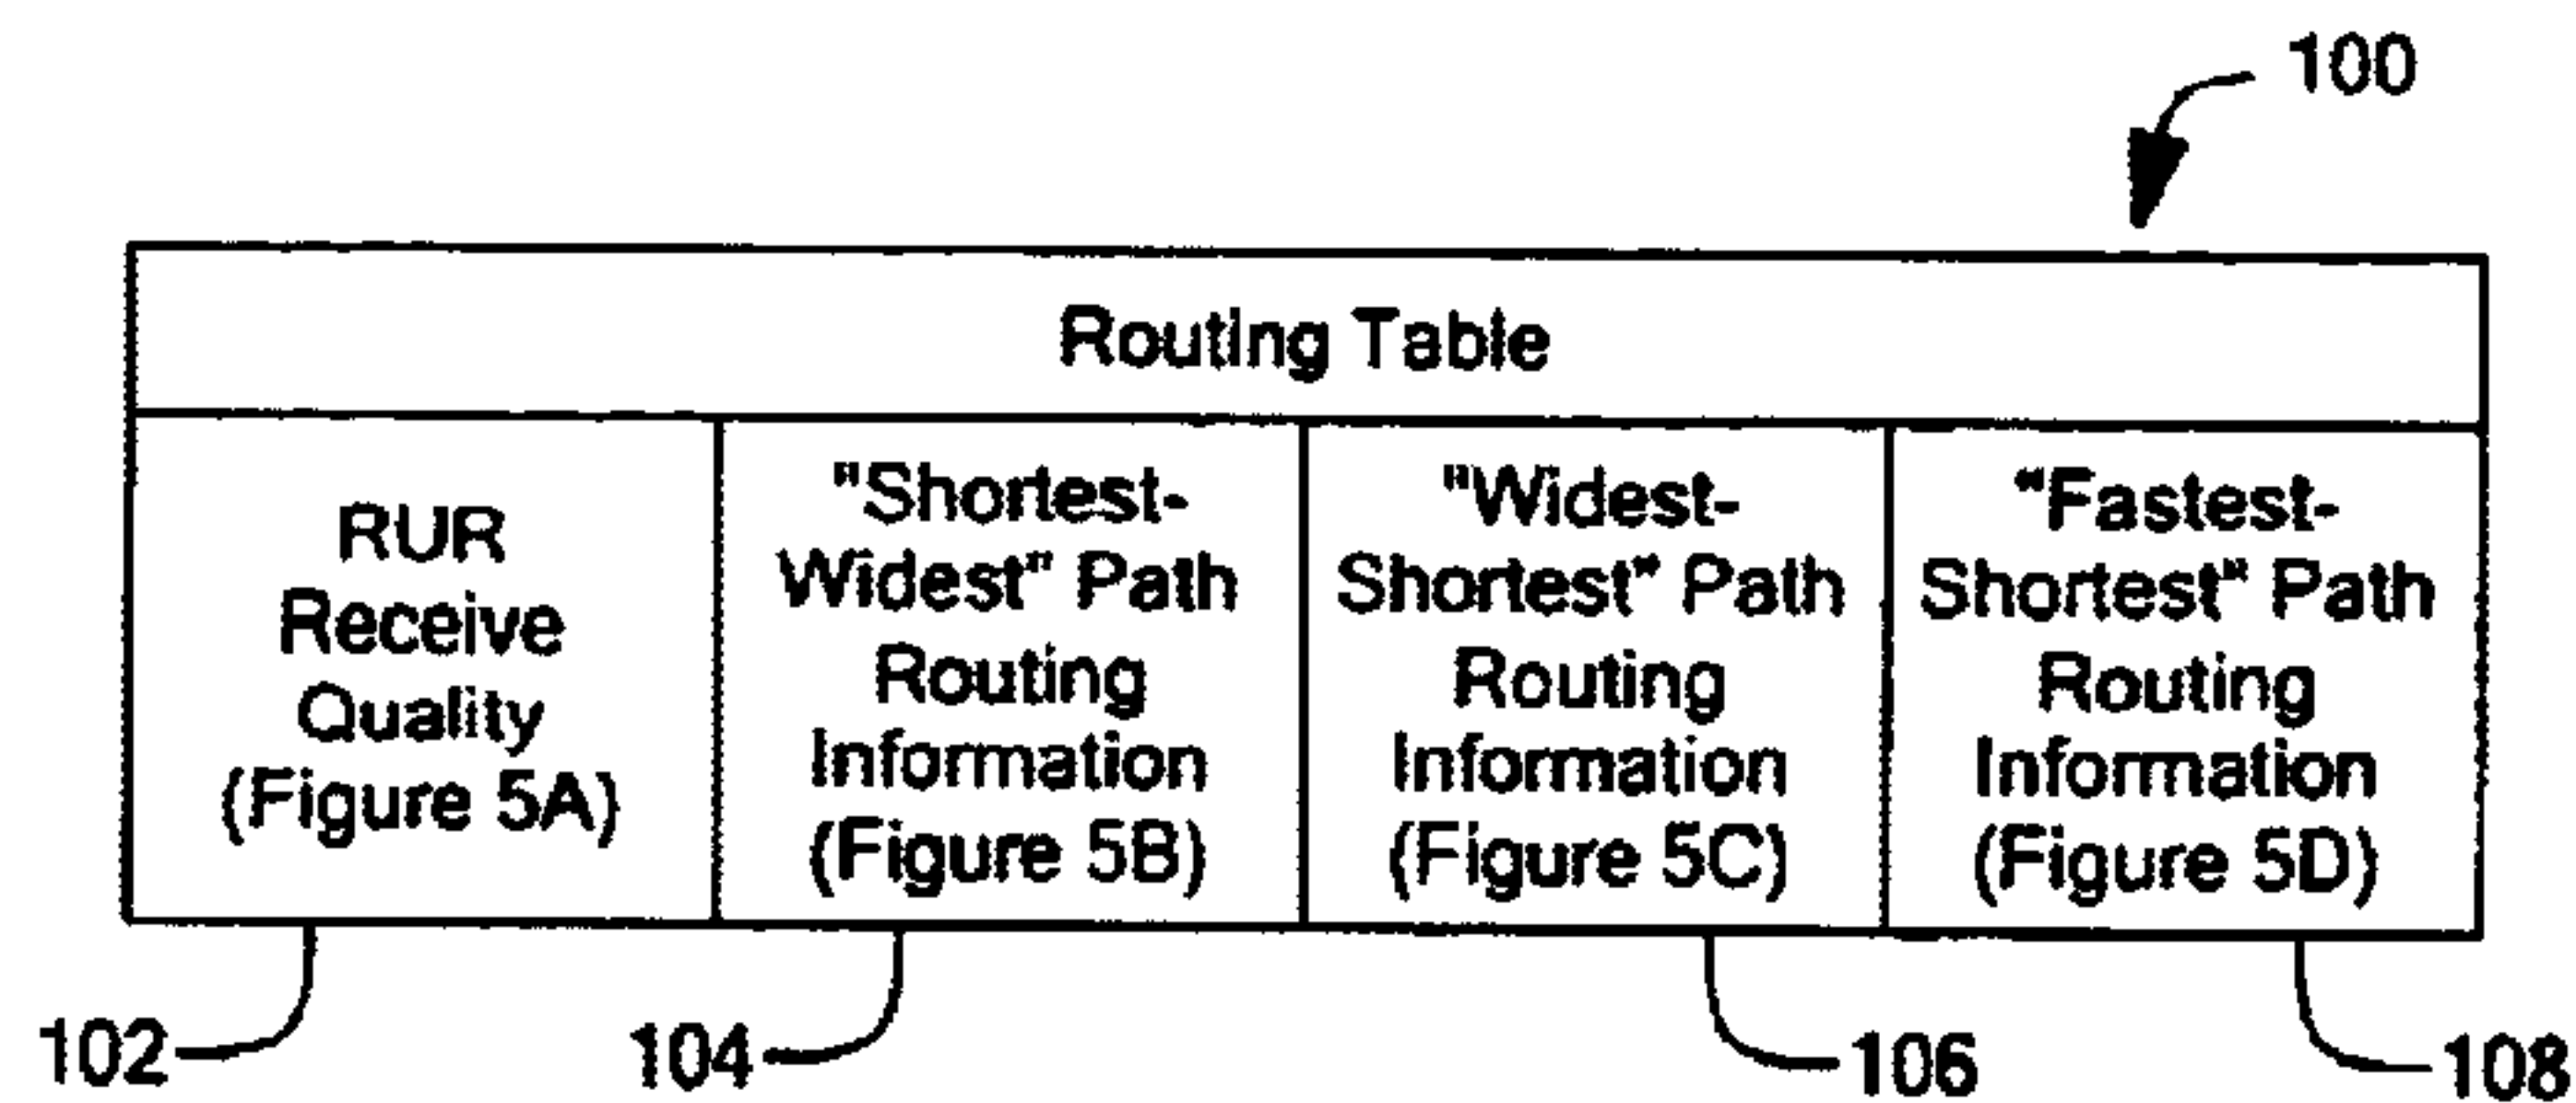 100
Routing Table
RUR
Receive
Quality
(Figure 5A)
"Shortest-
Widest" Path
Routing
Information
(Figure 5B)
"Widest-
Shortest" Path
Routing
Information
(Figure 5C)
"Fastest-
Shortest" Path
Routing
Information
(Figure 5D)
102
104
106
108